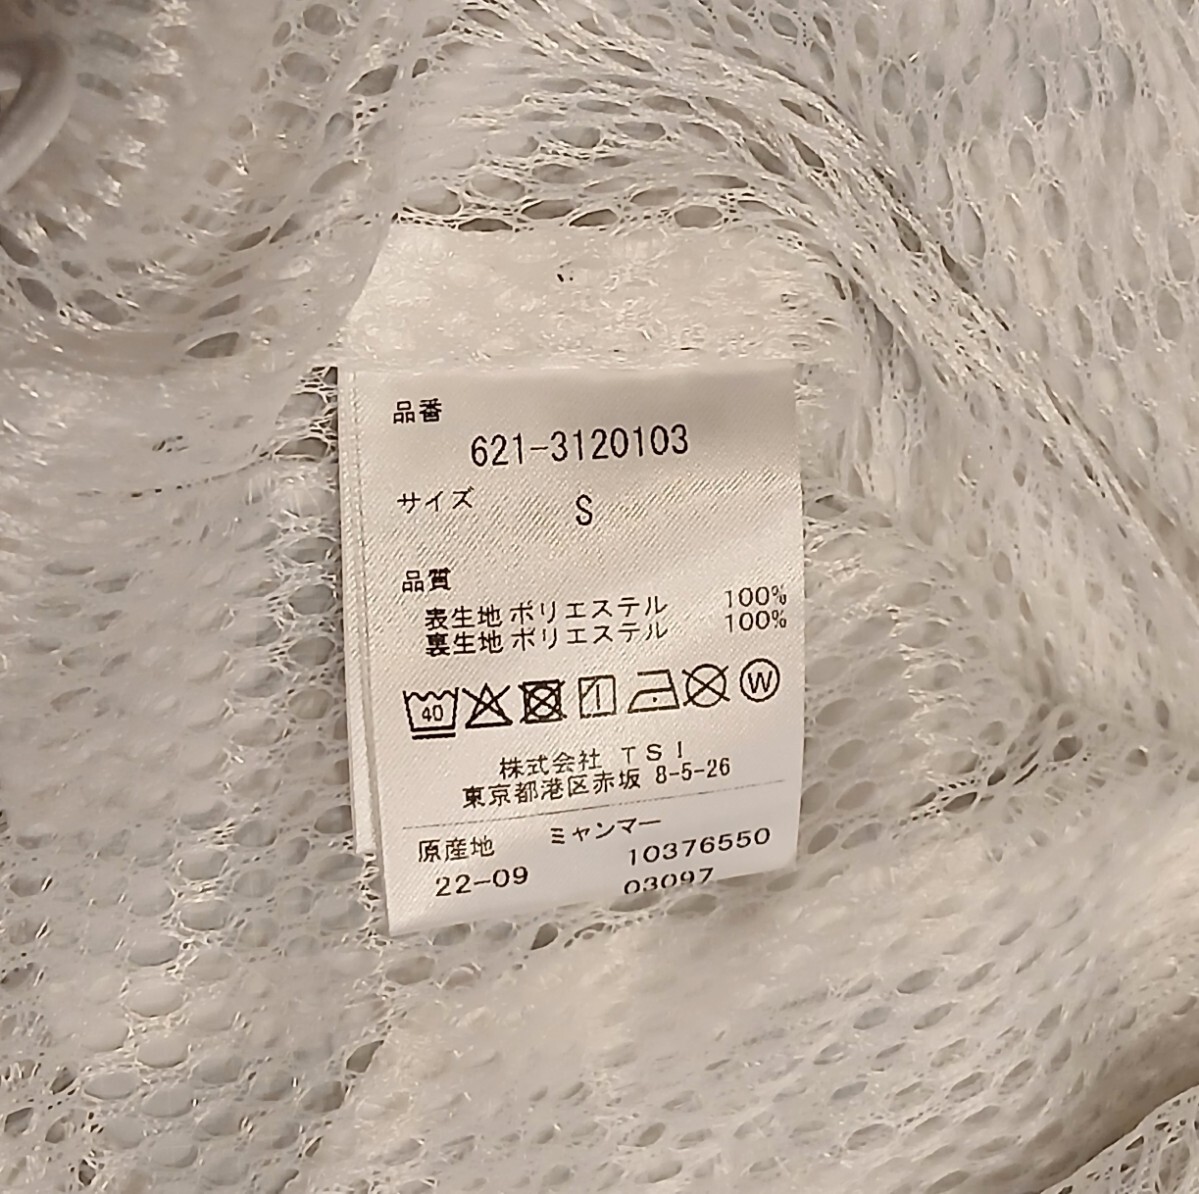 品番
621-3120103
サイズ
S
品質
表生地 ポリエステル 100%
裏生地 ポリエステル 100%
40 W
株式会社 TSI
東京都港区赤坂 8-5-26
原産地 ミャンマー
22-09 10376550
03097